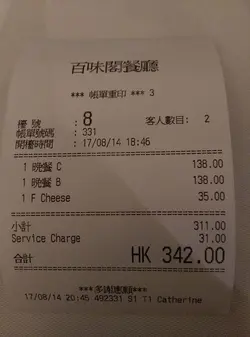 百味閣餐廳
*** 帳單重印 *** 3
檯 號 : 8 客人數目: 2
帳單號碼 : 331
開檯時間 : 17/08/14 18:46
1 晚餐 C 138.00
1 晚餐 B 138.00
1 F Cheese 35.00
小計 311.00
Service Charge 31.00
合計 HK 342.00
***多謝惠顧***
17/08/14 20:45 492331 S1 T1 Catherine